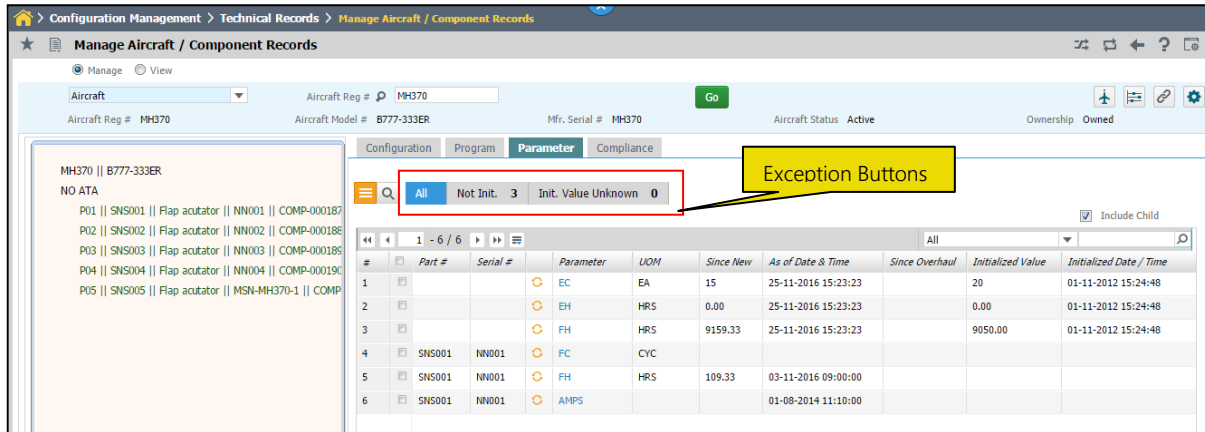 Configuration Management > Technical Records > Manage Aircraft / Component Records
Manage Aircraft / Component Records
Manage View
Aircraft Aircraft Reg # MH370 Go
Aircraft Reg # MH370 Aircraft Model # B777-333ER Mfr. Serial # MH370 Aircraft Status Active Ownership Owned
MH370 || B777-333ER
NO ATA
P01 || SNS001 || Flap acutator || NN001 || COMP-000187
P02 || SNS002 || Flap acutator || NN002 || COMP-000188
P03 || SNS003 || Flap acutator || NN003 || COMP-000189
P04 || SNS004 || Flap acutator || NN004 || COMP-000190
P05 || SNS005 || Flap acutator || MSN-MH370-1 || COMP
Configuration Program Parameter Compliance
Exception Buttons
All Not Init. 3 Init. Value Unknown 0
Include Child
1 - 6 / 6 All
# Part # Serial # Parameter UOM Since New As of Date & Time Since Overhaul Initialized Value Initialized Date / Time
1 EC EA 15 25-11-2016 15:23:23 20 01-11-2012 15:24:48
2 EH HRS 0.00 25-11-2016 15:23:23 0.00 01-11-2012 15:24:48
3 FH HRS 9159.33 25-11-2016 15:23:23 9050.00 01-11-2012 15:24:48
4 SNS001 NN001 FC CYC
5 SNS001 NN001 FH HRS 109.33 03-11-2016 09:00:00
6 SNS001 NN001 AMPS 01-08-2014 11:10:00